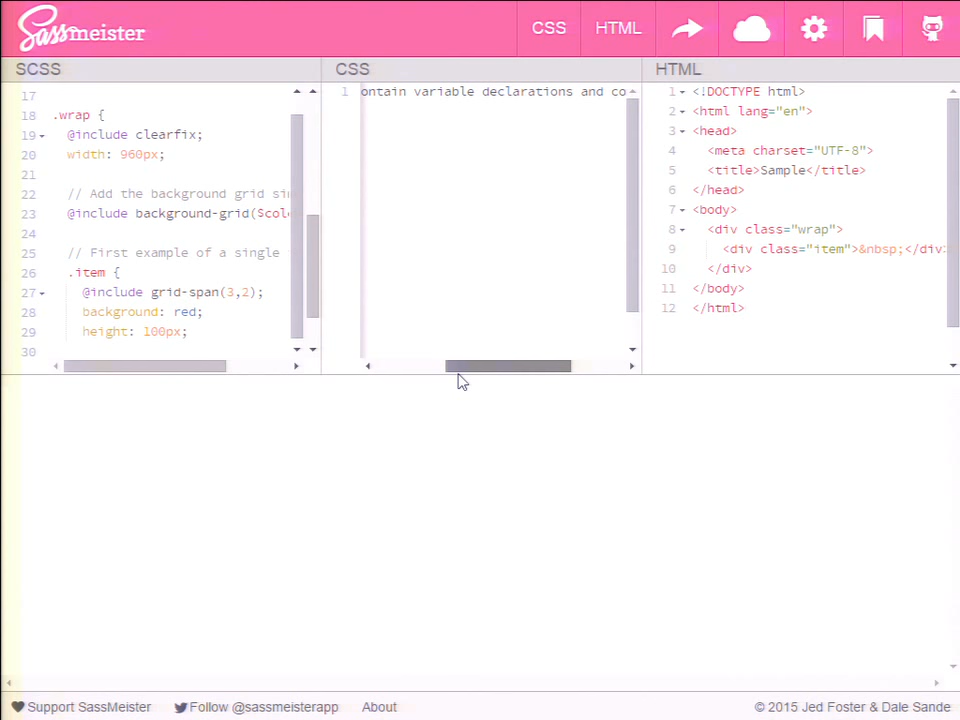 Sassmeister
CSS
HTML
SCSS
CSS
HTML
17
18 .wrap {
19 @include clearfix;
20 width: 960px;
21
22 // Add the background grid si
23 @include background-grid($col
24
25 // First example of a single
26 .item {
27 @include grid-span(3,2);
28 background: red;
29 height: 100px;
30
1 ontain variable declarations and co
1 <!DOCTYPE html>
2 <html lang="en">
3 <head>
4 <meta charset="UTF-8">
5 <title>Sample</title>
6 </head>
7 <body>
8 <div class="wrap">
9 <div class="item">&nbsp;</div>
10 </div>
11 </body>
12 </html>
Support SassMeister
Follow @sassmeisterapp
About
© 2015 Jed Foster & Dale Sande